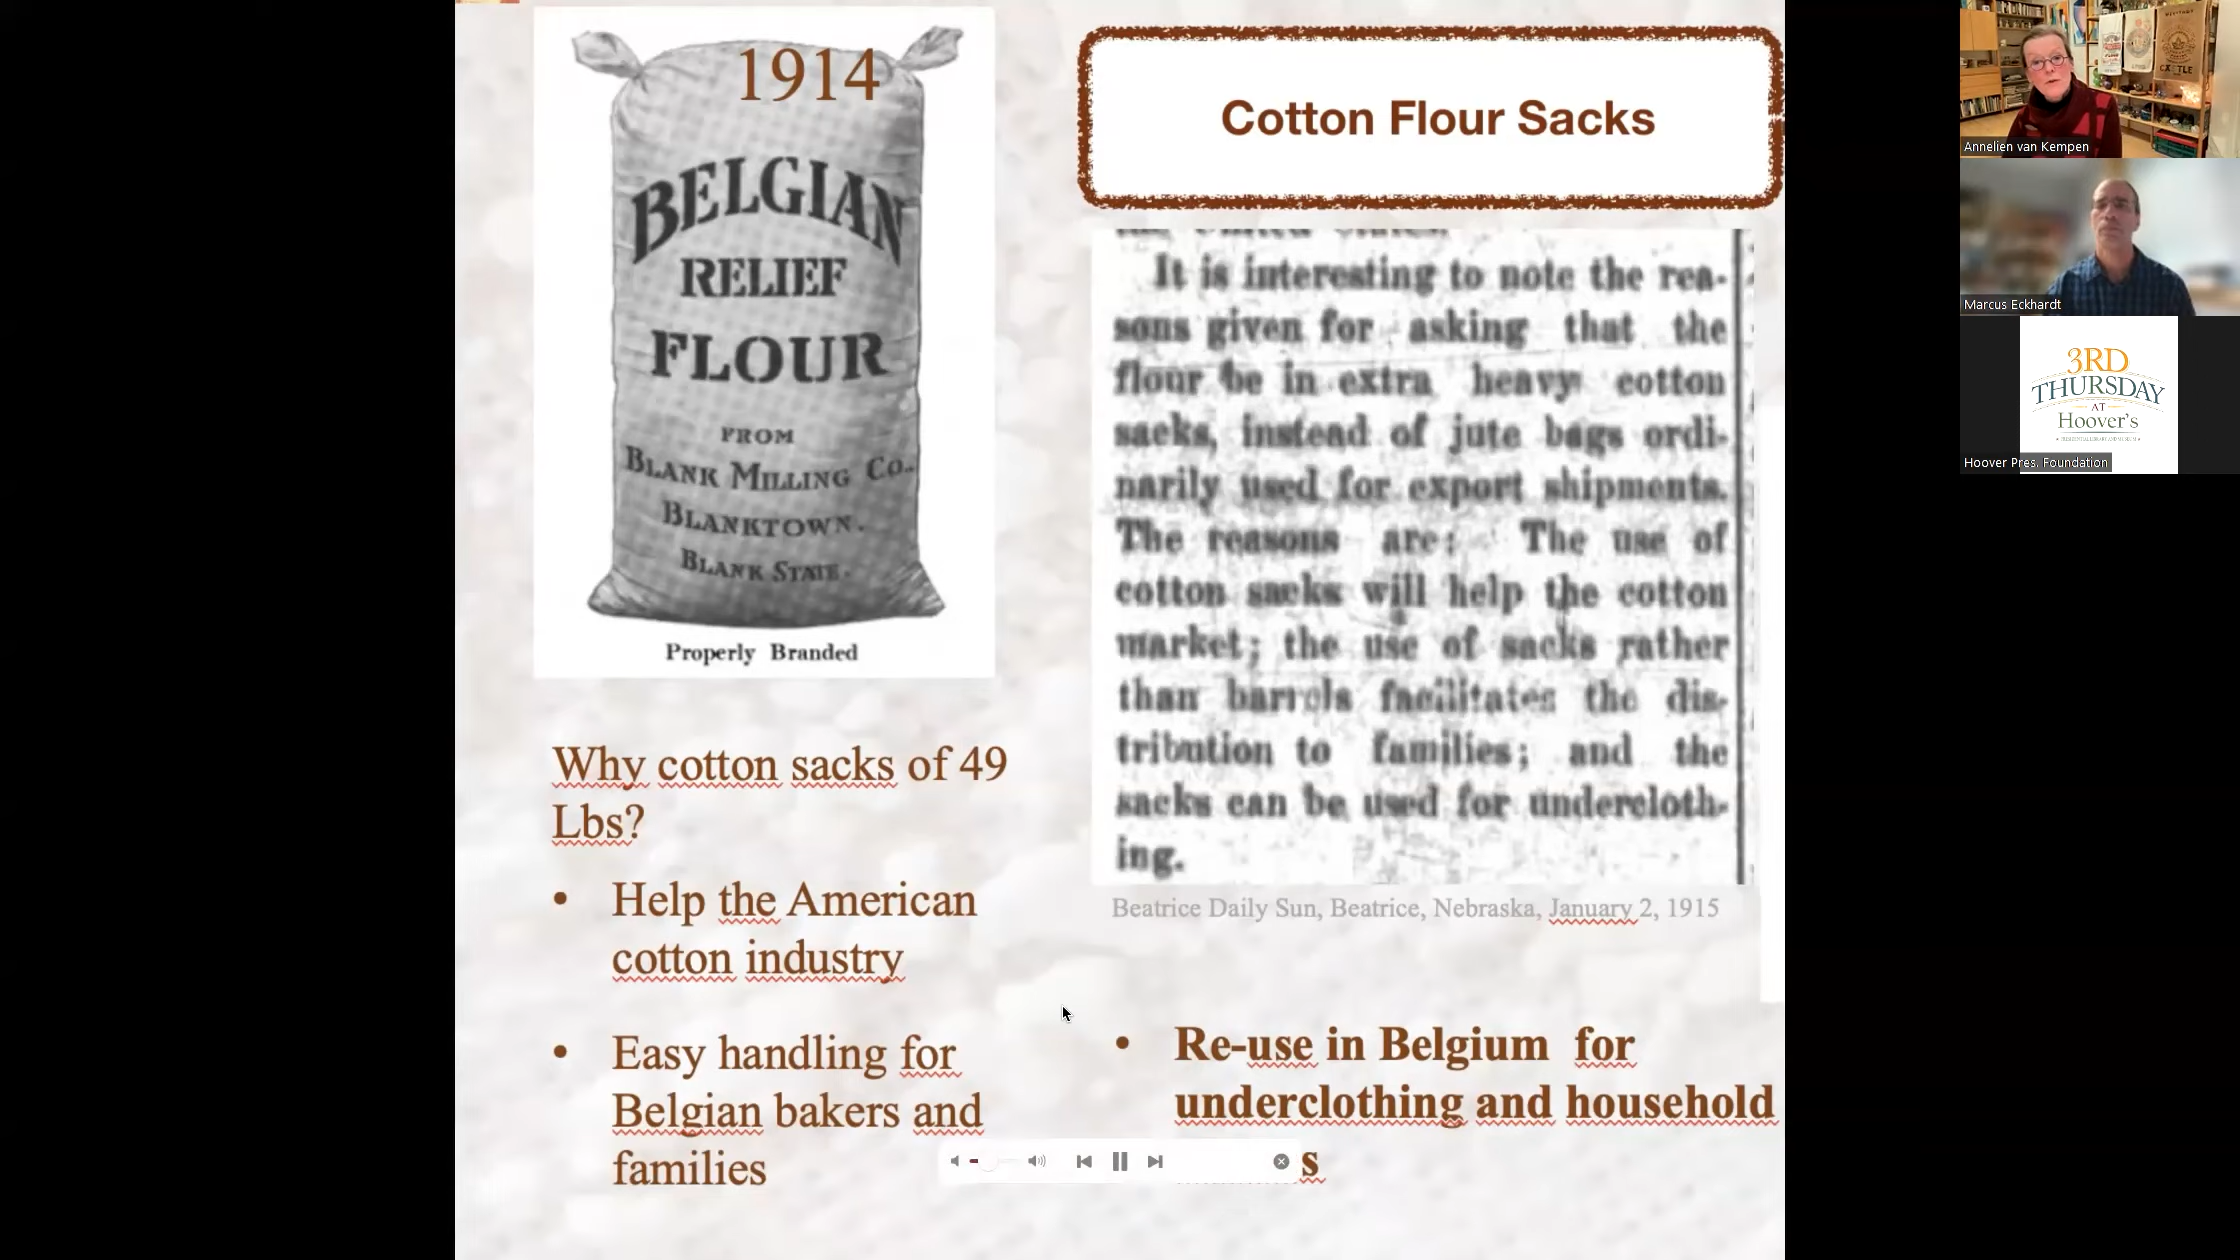 1914
BELGIAN
RELIEF
FLOUR
FROM
BLANK MILLING CO.
BLANKTOWN.
BLANK STATE.
Properly Branded
Why cotton sacks of 49
Lbs?
• Help the American
cotton industry
• Easy handling for
Belgian bakers and
families
Cotton Flour Sacks
the United States.
It is interesting to note the rea-
sons given for asking that the
flour be in extra heavy cotton
sacks, instead of jute bags ordi-
narily used for export shipments.
The reasons are: The use of
cotton sacks will help the cotton
market; the use of sacks rather
than barrels facilitates the dis-
tribution to families; and the
sacks can be used for undercloth-
ing.
Beatrice Daily Sun, Beatrice, Nebraska, January 2, 1915
• Re-use in Belgium for
underclothing and household
s
Annelien van Kempen
Marcus Eckhardt
3RD
THURSDAY
AT
Hoover's
Hoover Pres. Foundation